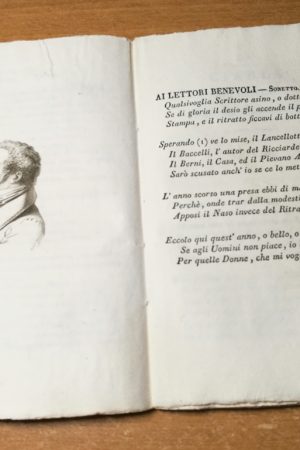 AI LETTORI BENEVOLI — SONETTO.
Qualsivoglia Scrittore asino, o dott
Se di gloria il desio gli accende il p
Stampa, e il ritratto ficcavi di bott
Sperando (1) ve lo mise, il Lancellott
Il Baccelli, l' autor del Ricciarde
Il Berni, il Casa, ed il Pievano A
Sarò scusato anch' io se ce lo met
L' anno scorso una presa ebbi di ma
Perchè, onde trar dalla modesti
Apposi il Naso invece del Ritra
Eccolo qui quest' anno, o bello, o
Se agli Uomini non piace, io
Per quelle Donne, che mi vog